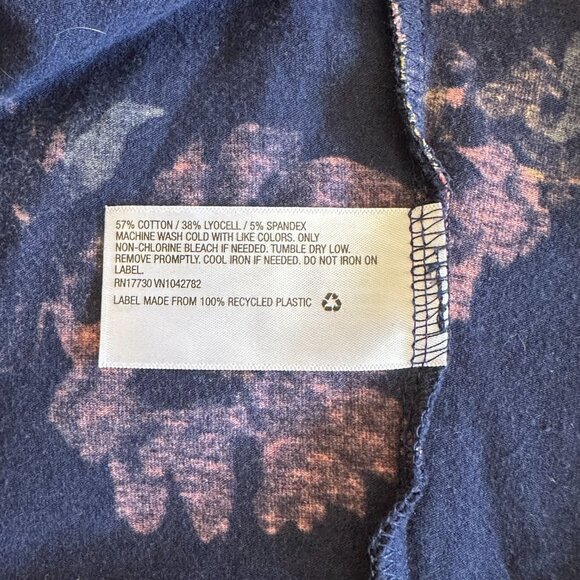 57% COTTON / 38% LYOCELL / 5% SPANDEX
MACHINE WASH COLD WITH LIKE COLORS. ONLY
NON-CHLORINE BLEACH IF NEEDED. TUMBLE DRY LOW.
REMOVE PROMPTLY. COOL IRON IF NEEDED. DO NOT IRON ON
LABEL.
RN17730 VN1042782
LABEL MADE FROM 100% RECYCLED PLASTIC